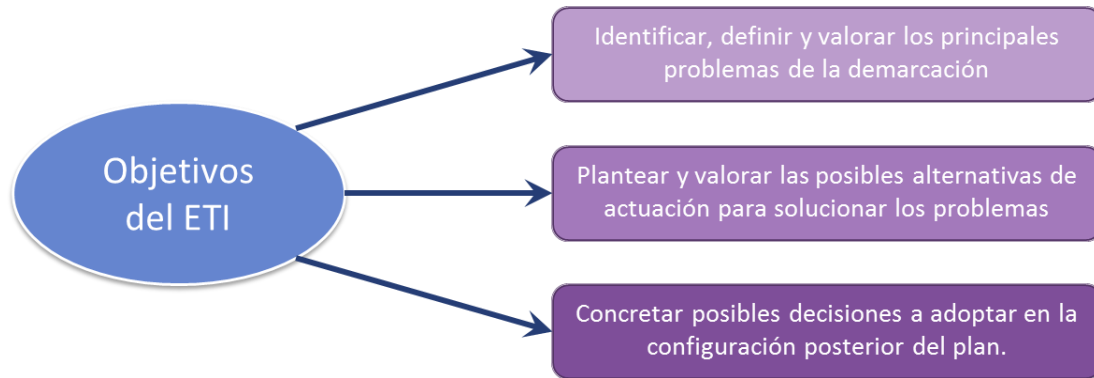 Objetivos
del ETI
Identificar, definir y valorar los principales
problemas de la demarcación
Plantear y valorar las posibles alternativas de
actuación para solucionar los problemas
Concretar posibles decisiones a adoptar en la
configuración posterior del plan.